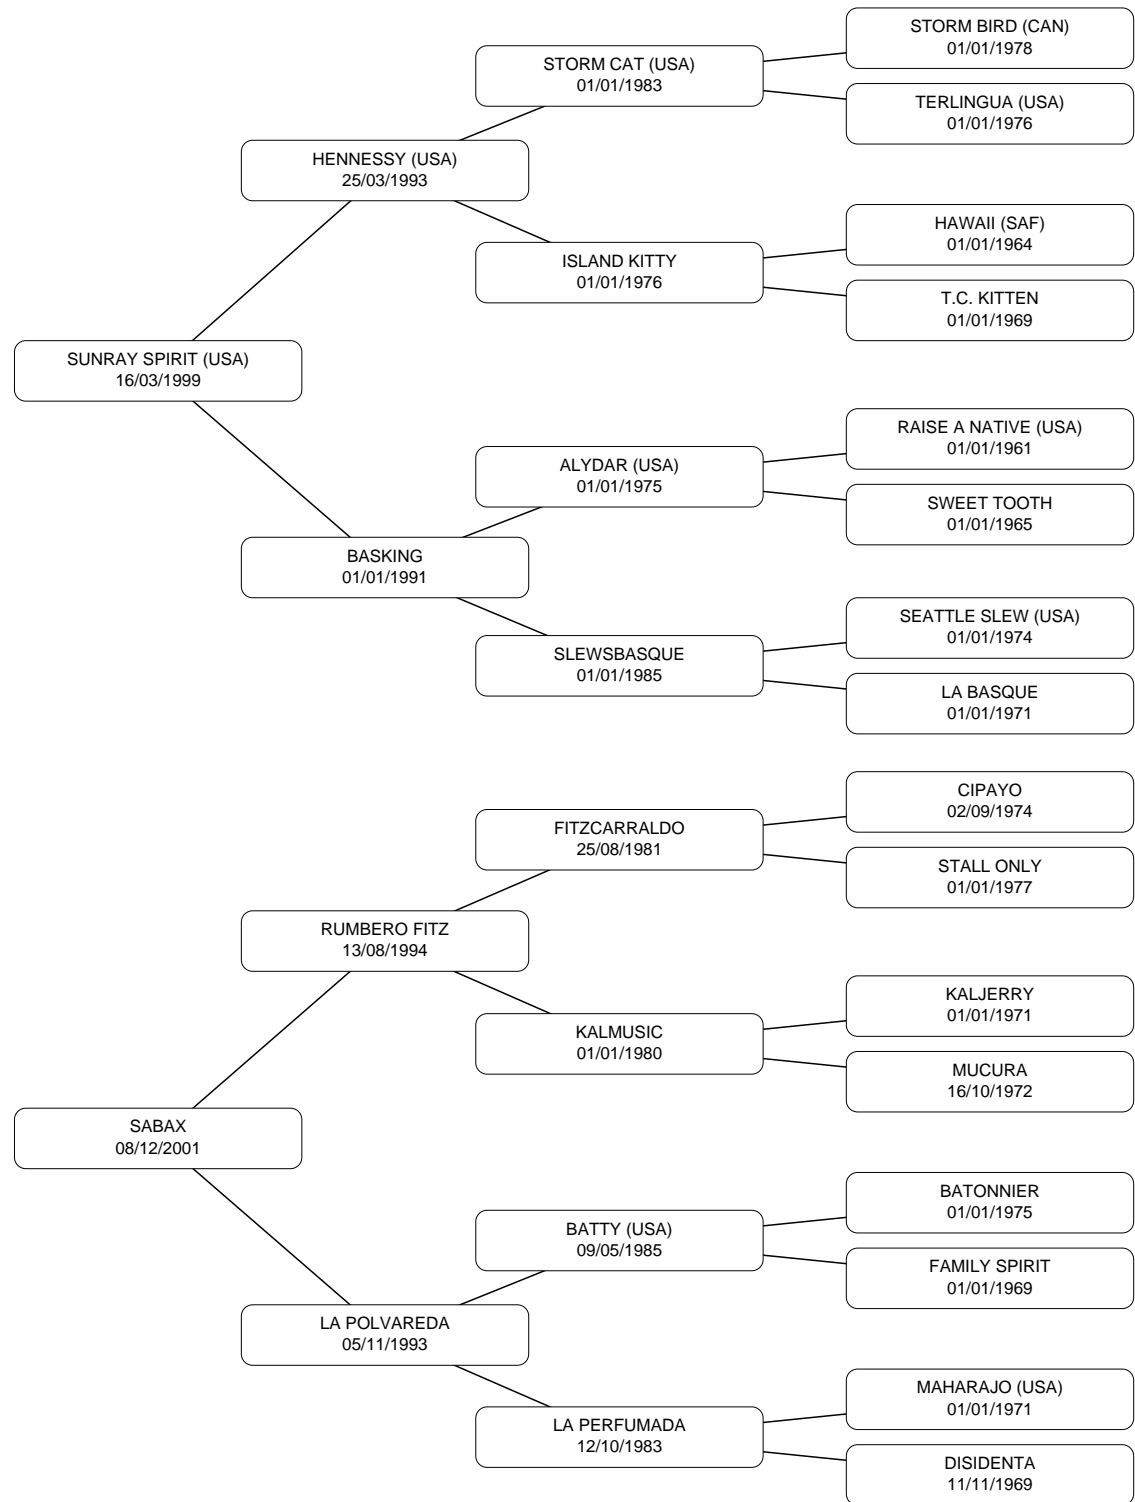 STORM BIRD (CAN)
01/01/1978
STORM CAT (USA)
01/01/1983
TERLINGUA (USA)
01/01/1976
HENNESSY (USA)
25/03/1993
HAWAII (SAF)
01/01/1964
ISLAND KITTY
01/01/1976
T.C. KITTEN
01/01/1969
SUNRAY SPIRIT (USA)
16/03/1999
RAISE A NATIVE (USA)
01/01/1961
ALYDAR (USA)
01/01/1975
SWEET TOOTH
01/01/1965
BASKING
01/01/1991
SEATTLE SLEW (USA)
01/01/1974
SLEWSBASQUE
01/01/1985
LA BASQUE
01/01/1971
CIPAYO
02/09/1974
FITZCARRALDO
25/08/1981
STALL ONLY
01/01/1977
RUMBERO FITZ
13/08/1994
KALJERRY
01/01/1971
KALMUSIC
01/01/1980
MUCURA
16/10/1972
SABAX
08/12/2001
BATONNIER
01/01/1975
BATTY (USA)
09/05/1985
FAMILY SPIRIT
01/01/1969
LA POLVAREDA
05/11/1993
MAHARAJO (USA)
01/01/1971
LA PERFUMADA
12/10/1983
DISIDENTA
11/11/1969